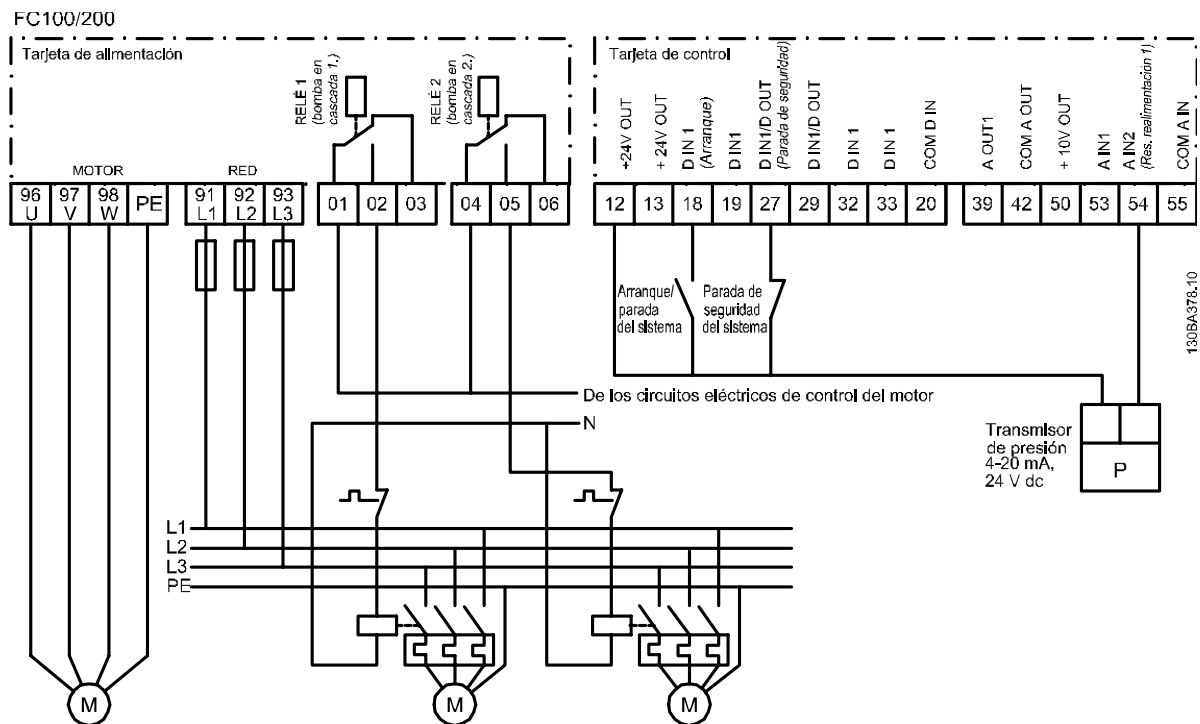 FC100/200
Tarjeta de alimentación
RELÉ 1
(bomba en
cascada 1.)
RELÉ 2
(bomba en
cascada 2.)
MOTOR
RED
96
U
97
V
98
W
PE
91
L1
92
L2
93
L3
01
02
03
04
05
06
Tarjeta de control
+24V OUT
+ 24V OUT
D IN 1
(Arranque)
D IN1
D IN1/D OUT
(Parada de seguridad)
D IN1/D OUT
D IN 1
D IN 1
COM D IN
A OUT1
COM A OUT
+ 10V OUT
A IN1
A IN2
(Res. realimentación 1)
COM A IN
12
13
18
19
27
29
32
33
20
39
42
50
53
54
55
Arranque/
parada
del sistema
Parada de
seguridad
del sistema
130BA378.10
De los circuitos eléctricos de control del motor
N
Transmisor
de presión
4-20 mA,
24 V dc
P
L1
L2
L3
PE
M
M
M